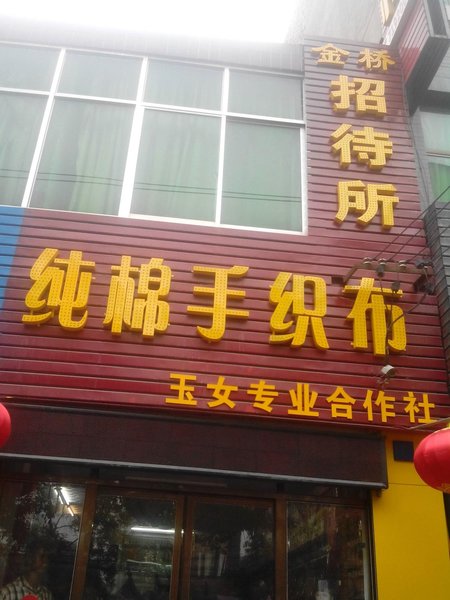 金桥
招待所
纯棉手织布
玉女专业合作社